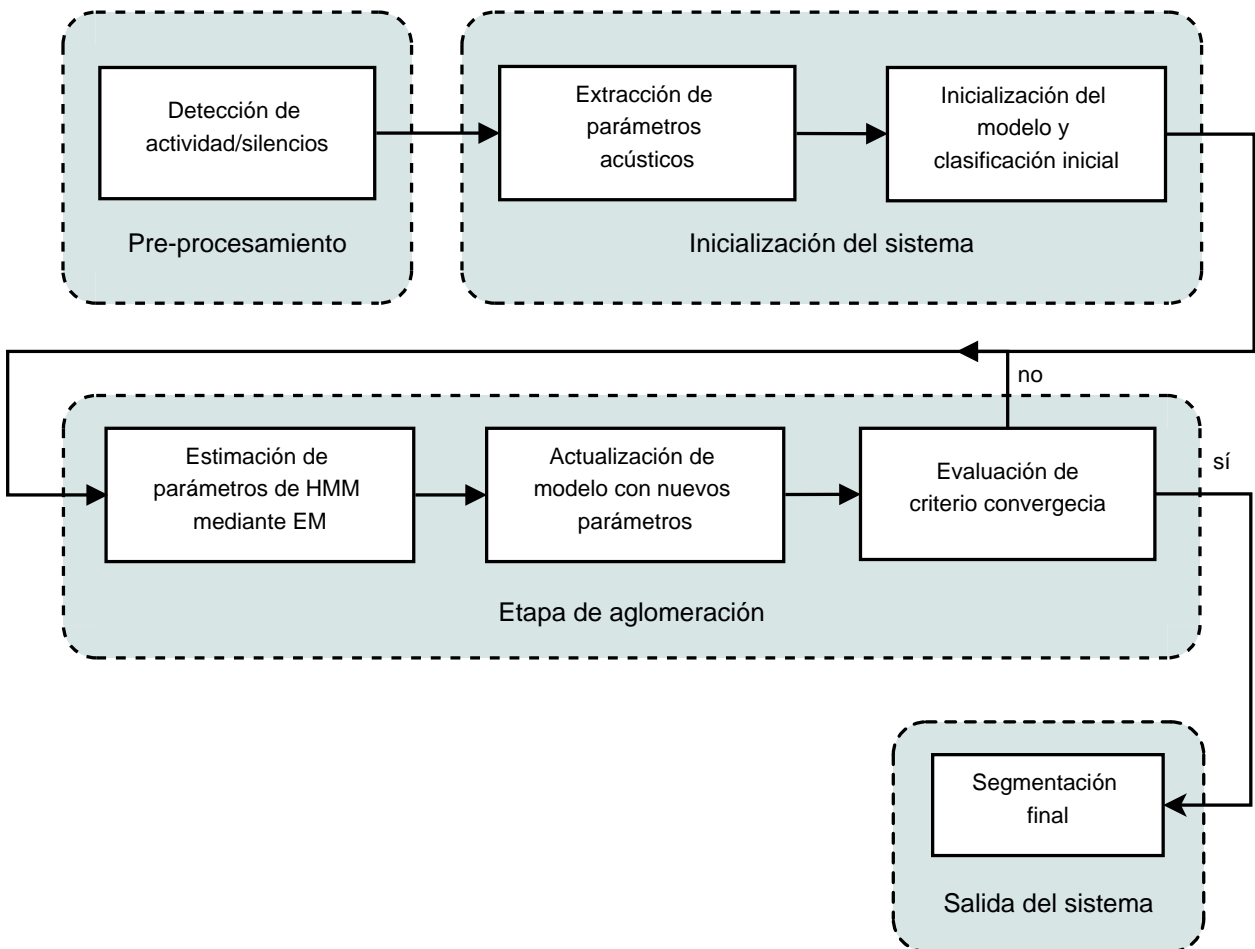 Detección de
actividad/silencios
Pre-procesamiento
Extracción de
parámetros
acústicos
Inicialización del
modelo y
clasificación inicial
Inicialización del sistema
no
Estimación de
parámetros de HMM
mediante EM
Actualización de
modelo con nuevos
parámetros
Evaluación de
criterio convergecia
sí
Etapa de aglomeración
Segmentación
final
Salida del sistema